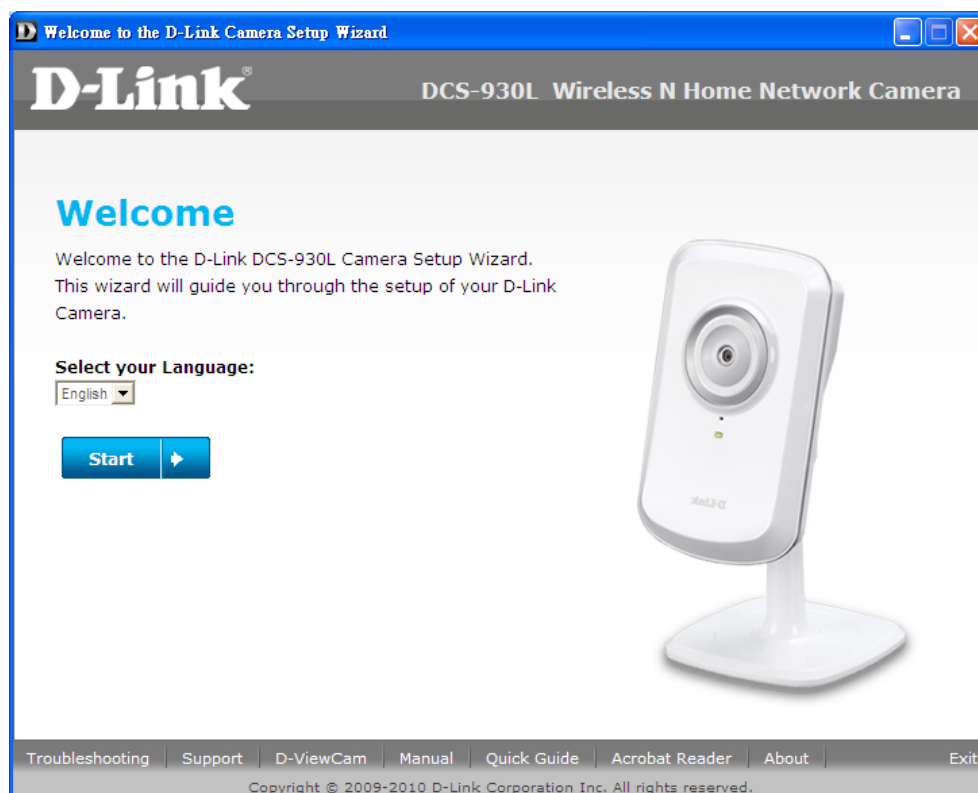 Welcome to the D-Link Camera Setup Wizard
D-Link®
DCS-930L Wireless N Home Network Camera
Welcome
Welcome to the D-Link DCS-930L Camera Setup Wizard.
This wizard will guide you through the setup of your D-Link
Camera.
Select your Language:
English
Start
D-Link
Troubleshooting
Support
D-ViewCam
Manual
Quick Guide
Acrobat Reader
About
Exit
Copyright © 2009-2010 D-Link Corporation Inc. All rights reserved.